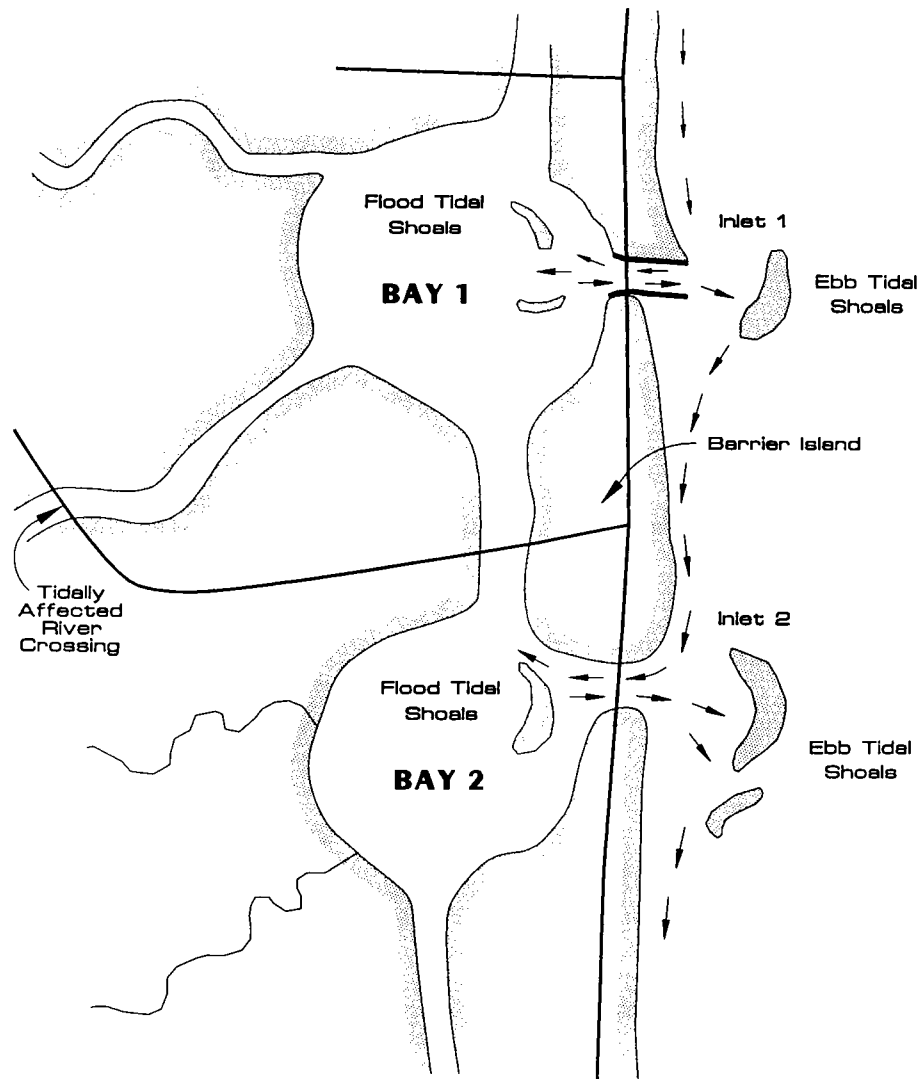 Flood Tidal
Shoals
Inlet 1
BAY 1
Ebb Tidal
Shoals
Barrier Island
Tidally
Affected
River
Crossing
Inlet 2
Flood Tidal
Shoals
BAY 2
Ebb Tidal
Shoals